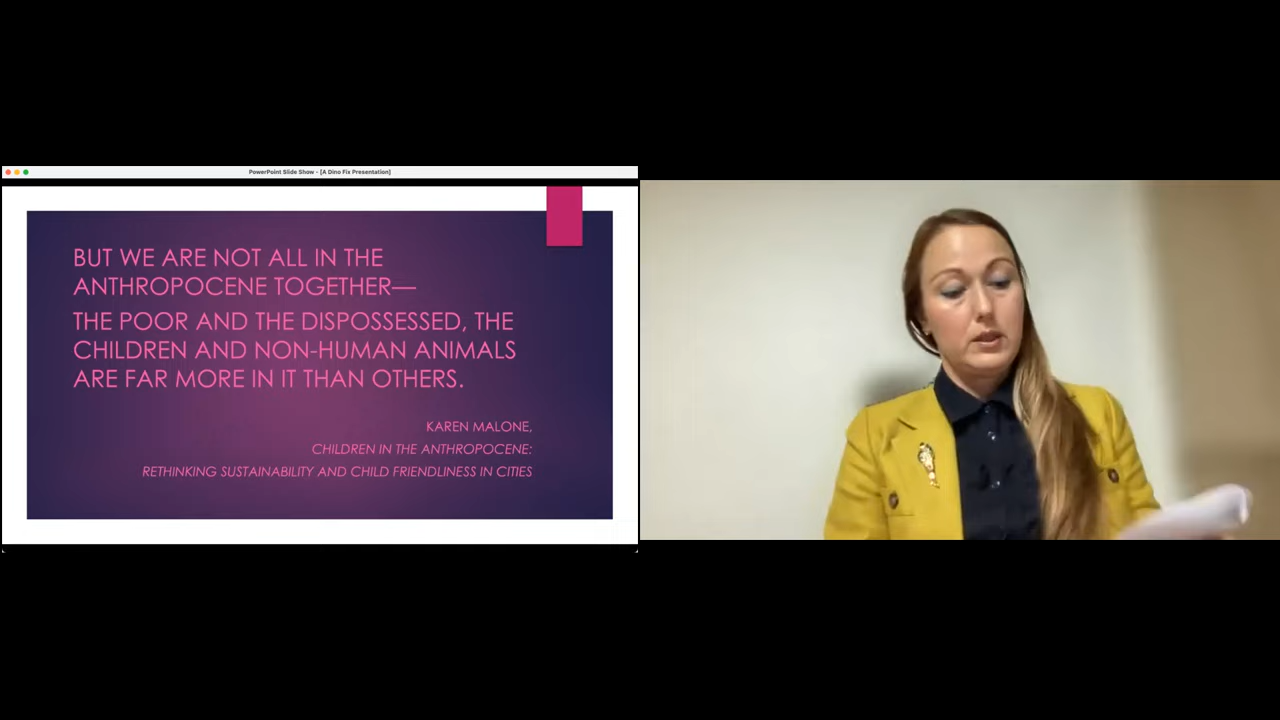 PowerPoint Slide Show - [A Dino Fix Presentation]
BUT WE ARE NOT ALL IN THE
ANTHROPOCENE TOGETHER—
THE POOR AND THE DISPOSSESSED, THE
CHILDREN AND NON-HUMAN ANIMALS
ARE FAR MORE IN IT THAN OTHERS.
KAREN MALONE,
CHILDREN IN THE ANTHROPOCENE:
RETHINKING SUSTAINABILITY AND CHILD FRIENDLINESS IN CITIES